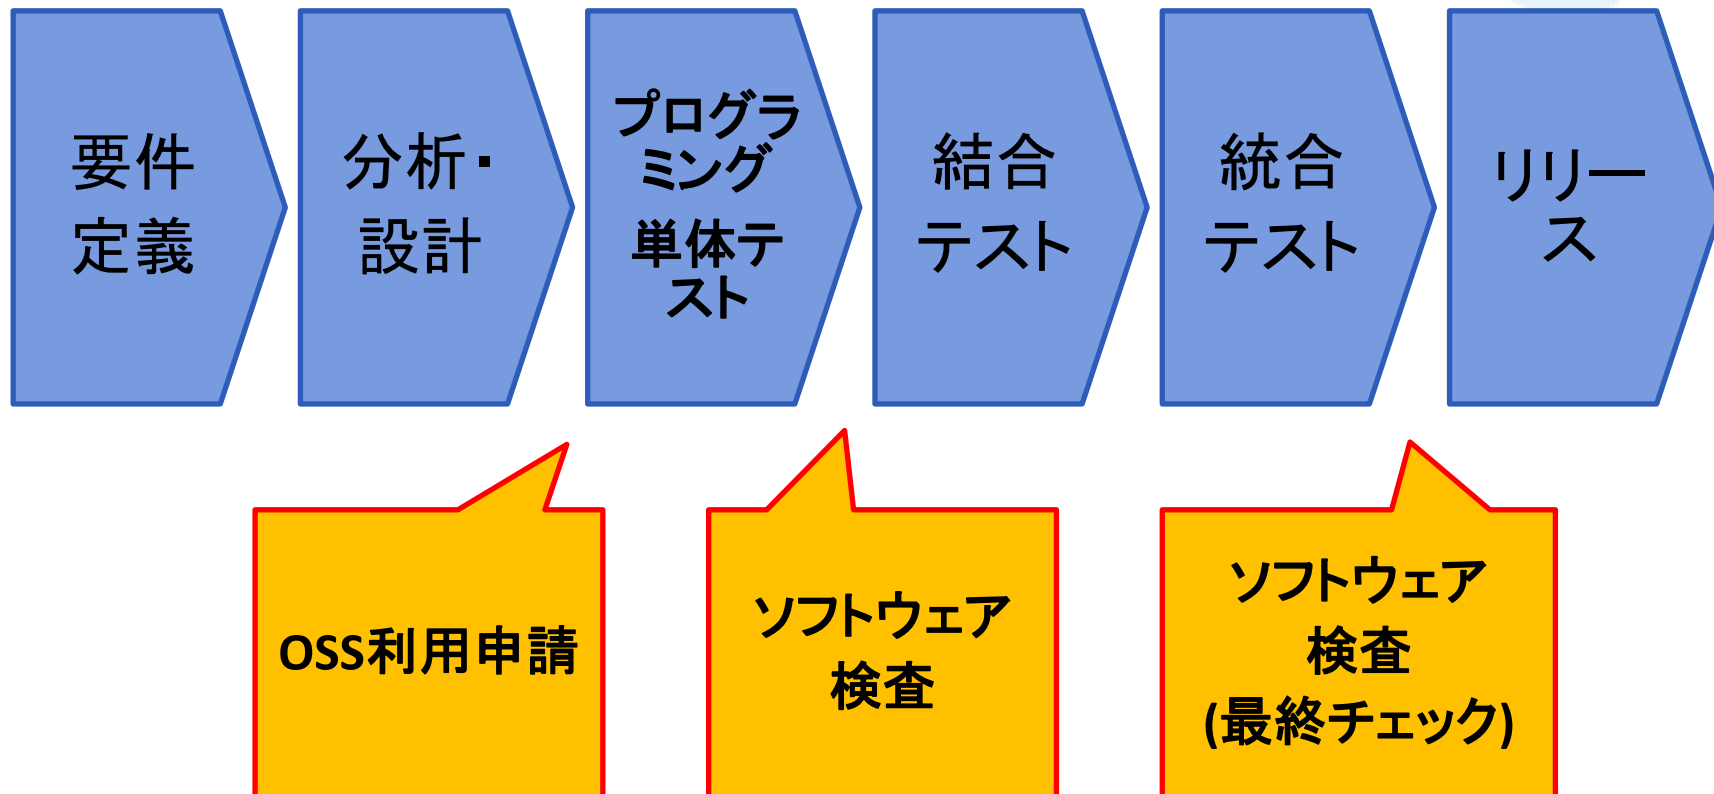 要件
定義
分析・
設計
プログラ
ミング
単体テ
スト
結合
テスト
統合
テスト
リリー
ス
OSS利用申請
ソフトウェア
検査
ソフトウェア
検査
(最終チェック)